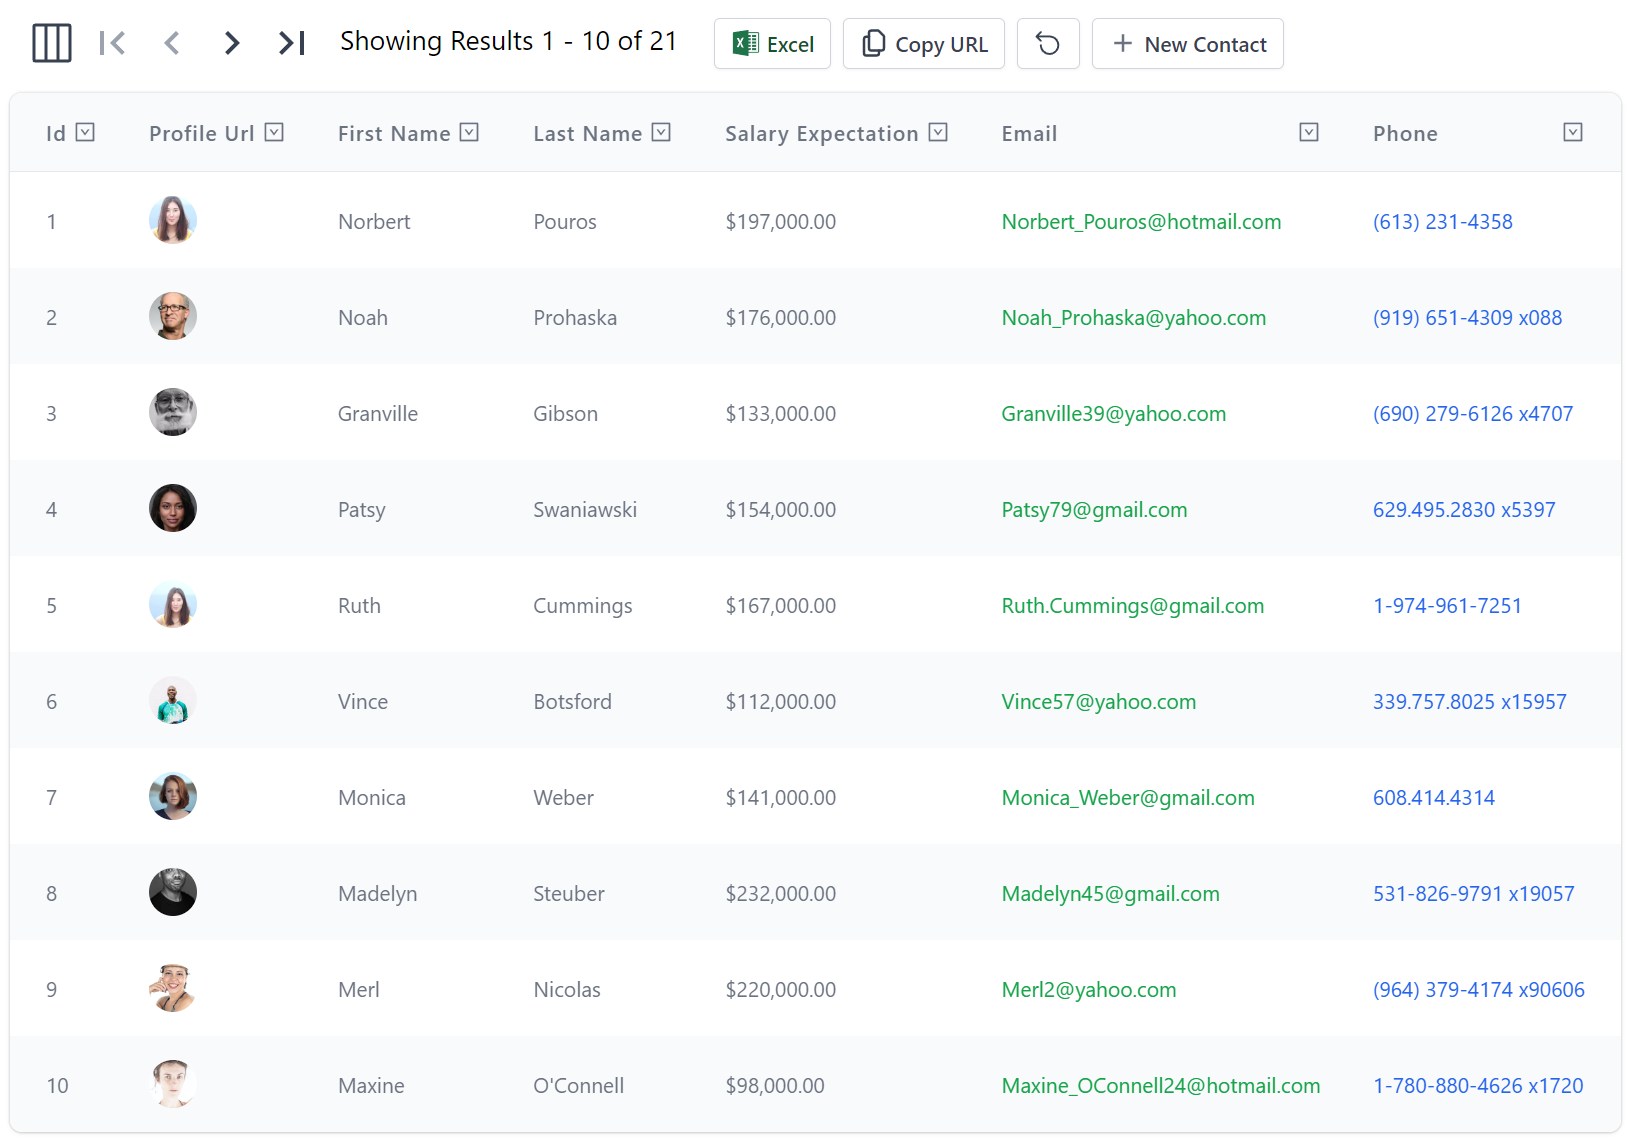 Showing Results 1 - 10 of 21 Excel Copy URL New Contact
Id Profile Url First Name Last Name Salary Expectation Email Phone
1 Norbert Pouros $197,000.00 Norbert_Pouros@hotmail.com (613) 231-4358
2 Noah Prohaska $176,000.00 Noah_Prohaska@yahoo.com (919) 651-4309 x088
3 Granville Gibson $133,000.00 Granville39@yahoo.com (690) 279-6126 x4707
4 Patsy Swaniawski $154,000.00 Patsy79@gmail.com 629.495.2830 x5397
5 Ruth Cummings $167,000.00 Ruth.Cummings@gmail.com 1-974-961-7251
6 Vince Botsford $112,000.00 Vince57@yahoo.com 339.757.8025 x15957
7 Monica Weber $141,000.00 Monica_Weber@gmail.com 608.414.4314
8 Madelyn Steuber $232,000.00 Madelyn45@gmail.com 531-826-9791 x19057
9 Merl Nicolas $220,000.00 Merl2@yahoo.com (964) 379-4174 x90606
10 Maxine O'Connell $98,000.00 Maxine_OConnell24@hotmail.com 1-780-880-4626 x1720